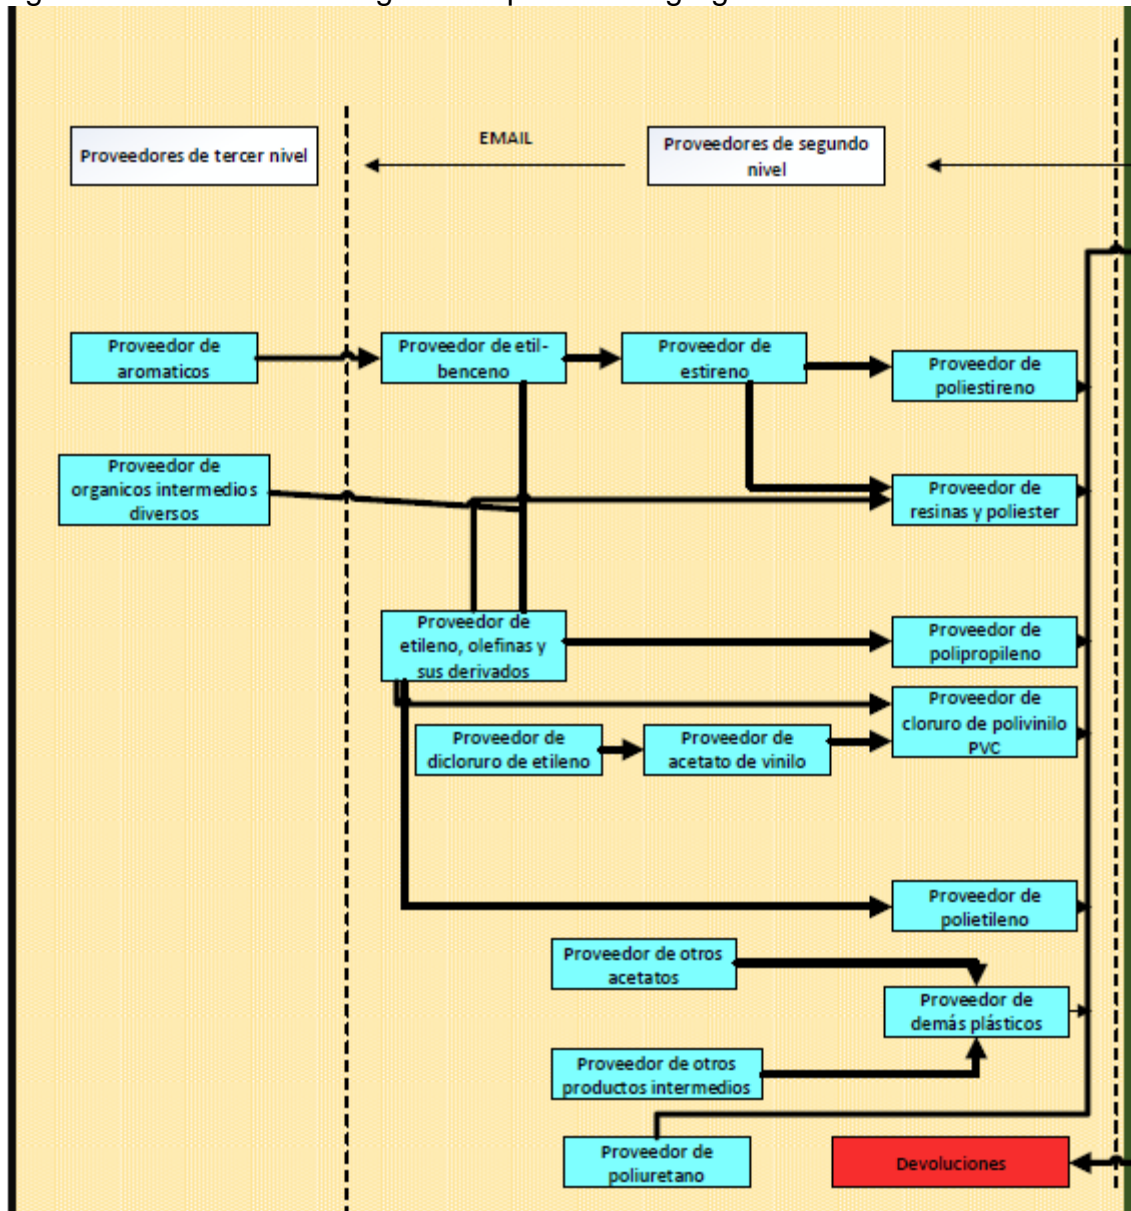 EMAIL
Proveedores de tercer nivel
Proveedores de segundo
nivel
Proveedor de
aromaticos
Proveedor de etil-
benceno
Proveedor de
estireno
Proveedor de
poliestireno
Proveedor de
organicos intermedios
diversos
Proveedor de
resinas y poliester
Proveedor de
etileno, olefinas y
sus derivados
Proveedor de
polipropileno
Proveedor de
cloruro de polivinilo
PVC
Proveedor de
dicloruro de etileno
Proveedor de
acetato de vinilo
Proveedor de
polietileno
Proveedor de otros
acetatos
Proveedor de
demás plásticos
Proveedor de otros
productos intermedios
Proveedor de
poliuretano
Devoluciones